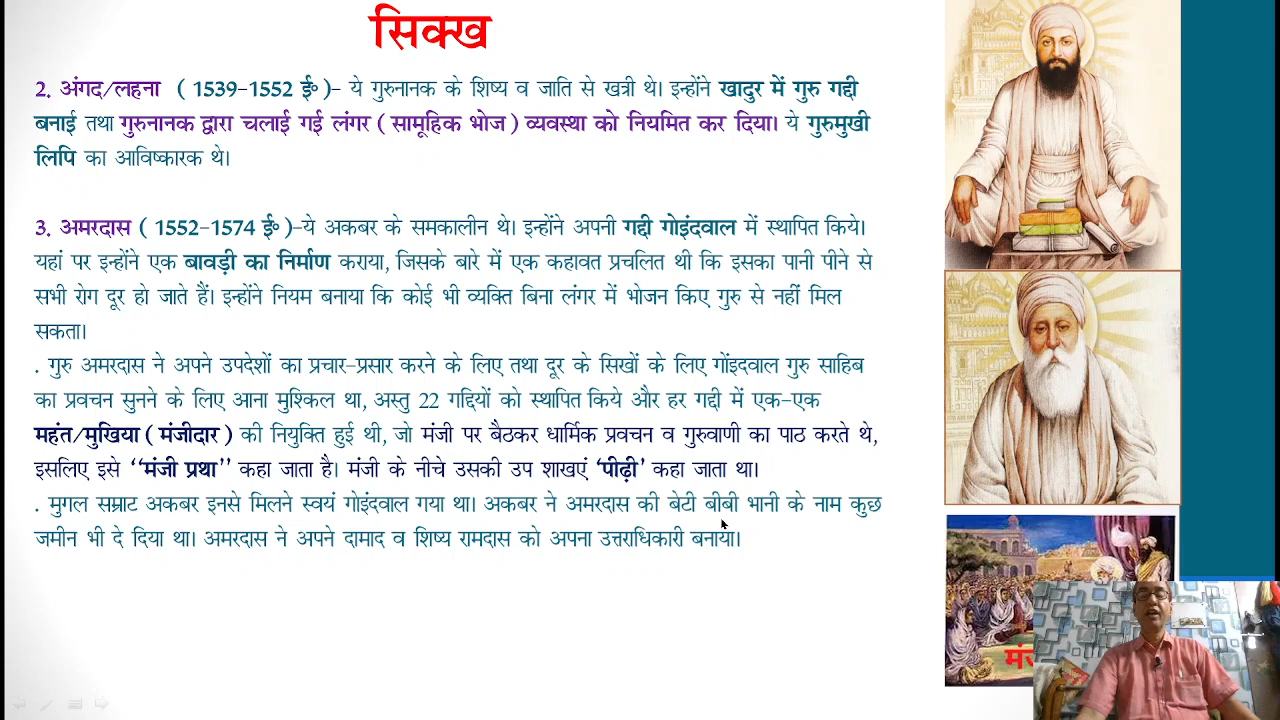 सिक्ख
2. अंगद/लहना ( 1539-1552 ई॰ )- ये गुरुनानक के शिष्य व जाति से खत्री थे। इन्होंने खादुर में गुरु गद्दी
बनाई तथा गुरुनानक द्वारा चलाई गई लंगर ( सामूहिक भोज ) व्यवस्था को नियमित कर दिया। ये गुरुमुखी
लिपि का आविष्कारक थे।
3. अमरदास ( 1552-1574 ई॰ )-ये अकबर के समकालीन थे। इन्होंने अपनी गद्दी गोइंदवाल में स्थापित किये।
यहां पर इन्होंने एक बावड़ी का निर्माण कराया, जिसके बारे में एक कहावत प्रचलित थी कि इसका पानी पीने से
सभी रोग दूर हो जाते हैं। इन्होंने नियम बनाया कि कोई भी व्यक्ति बिना लंगर में भोजन किए गुरु से नहीं मिल
सकता।
. गुरु अमरदास ने अपने उपदेशों का प्रचार-प्रसार करने के लिए तथा दूर के सिखों के लिए गोंइदवाल गुरु साहिब
का प्रवचन सुनने के लिए आना मुश्किल था, अस्तु 22 गद्दियों को स्थापित किये और हर गद्दी में एक-एक
महंत/मुखिया ( मंजीदार ) की नियुक्ति हुई थी, जो मंजी पर बैठकर धार्मिक प्रवचन व गुरुवाणी का पाठ करते थे,
इसलिए इसे ‘‘मंजी प्रथा’’ कहा जाता है। मंजी के नीचे उसकी उप शाखएं ‘पीढ़ी’ कहा जाता था।
. मुगल सम्राट अकबर इनसे मिलने स्वयं गोइंदवाल गया था। अकबर ने अमरदास की बेटी बीबी भानी के नाम कुछ
जमीन भी दे दिया था। अमरदास ने अपने दामाद व शिष्य रामदास को अपना उत्तराधिकारी बनाया।